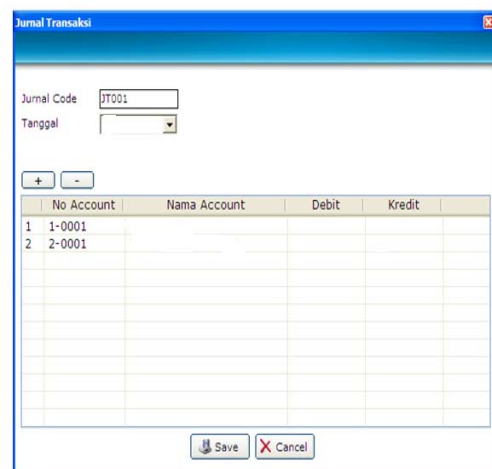 Jurnal Transaksi
Jurnal Code JT001
Tanggal
+ -
No Account Nama Account Debit Kredit
1 1-0001
2 2-0001
Save Cancel